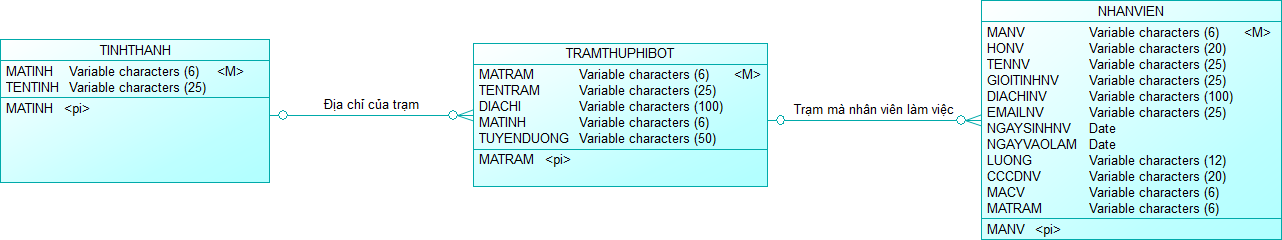 TINHTHANH
MATINH Variable characters (6) <M>
TENTINH Variable characters (25)
MATINH <pi>
Địa chỉ của trạm
TRAMTHUPHIBOT
MATRAM Variable characters (6) <M>
TENTRAM Variable characters (25)
DIACHI Variable characters (100)
MATINH Variable characters (6)
TUYENDUONG Variable characters (50)
MATRAM <pi>
Trạm mà nhân viên làm việc
NHANVIEN
MANV Variable characters (6) <M>
HONV Variable characters (20)
TENNV Variable characters (25)
GIOITINHNV Variable characters (25)
DIACHINV Variable characters (100)
EMAILNV Variable characters (25)
NGAYSINHNV Date
NGAYVAOLAM Date
LUONG Variable characters (12)
CCCDNV Variable characters (20)
MACV Variable characters (6)
MATRAM Variable characters (6)
MANV <pi>